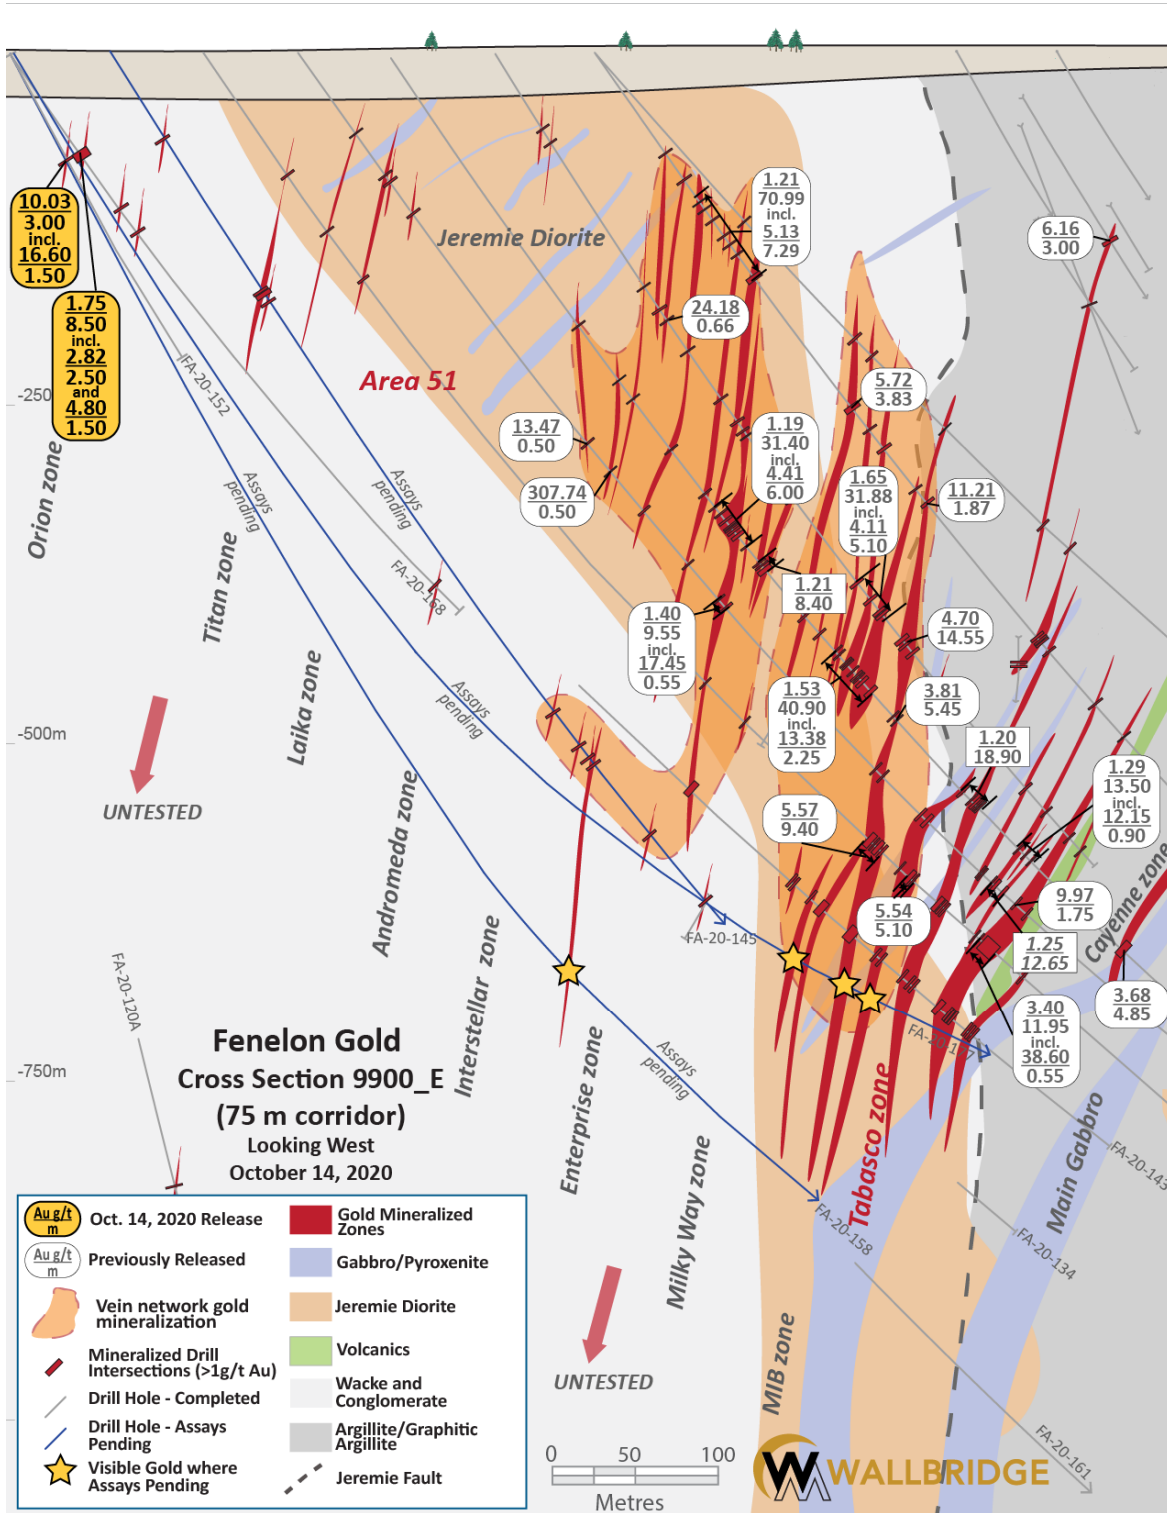 10.03
3.00
incl.
16.60
1.50
1.75
8.50
incl.
2.82
2.50
and
4.80
1.50
1.21
70.99
incl.
5.13
7.29
6.16
3.00
Jeremie Diorite
24.18
0.66
FA-20-152
Area 51
-250
5.72
3.83
13.47
0.50
1.19
31.40
incl.
4.41
6.00
307.74
0.50
1.65
31.88
incl.
4.11
5.10
11.21
1.87
Orion zone
Assays
pending
Assays
pending
Titan zone
FA-20-168
1.21
8.40
1.40
9.55
incl.
17.45
0.55
4.70
14.55
Laika zone
Assays
pending
1.53
40.90
incl.
13.38
2.25
3.81
5.45
-500m
1.20
18.90
1.29
13.50
incl.
12.15
0.90
UNTESTED
Andromeda zone
5.57
9.40
5.54
5.10
9.97
1.75
Cayenne zone
1.25
12.65
FA-20-145
3.68
4.85
FA-20-120A
Interstellar zone
3.40
11.95
incl.
38.60
0.55
FA-20-177
Fenelon Gold
Cross Section 9900_E
(75 m corridor)
Looking West
October 14, 2020
-750m
Assays
pending
Enterprise zone
Tabasco zone
Main Gabbro
Milky Way zone
FA-20-143
FA-20-158
FA-20-134
MIB zone
UNTESTED
FA-20-161
Au g/t
m
Oct. 14, 2020 Release
Au g/t
m
Previously Released
Vein network gold
mineralization
Mineralized Drill
Intersections (>1g/t Au)
Drill Hole - Completed
Drill Hole - Assays
Pending
Visible Gold where
Assays Pending
Gold Mineralized
Zones
Gabbro/Pyroxenite
Jeremie Diorite
Volcanics
Wacke and
Conglomerate
Argillite/Graphitic
Argillite
Jeremie Fault
0 50 100
Metres
WALLBRIDGE